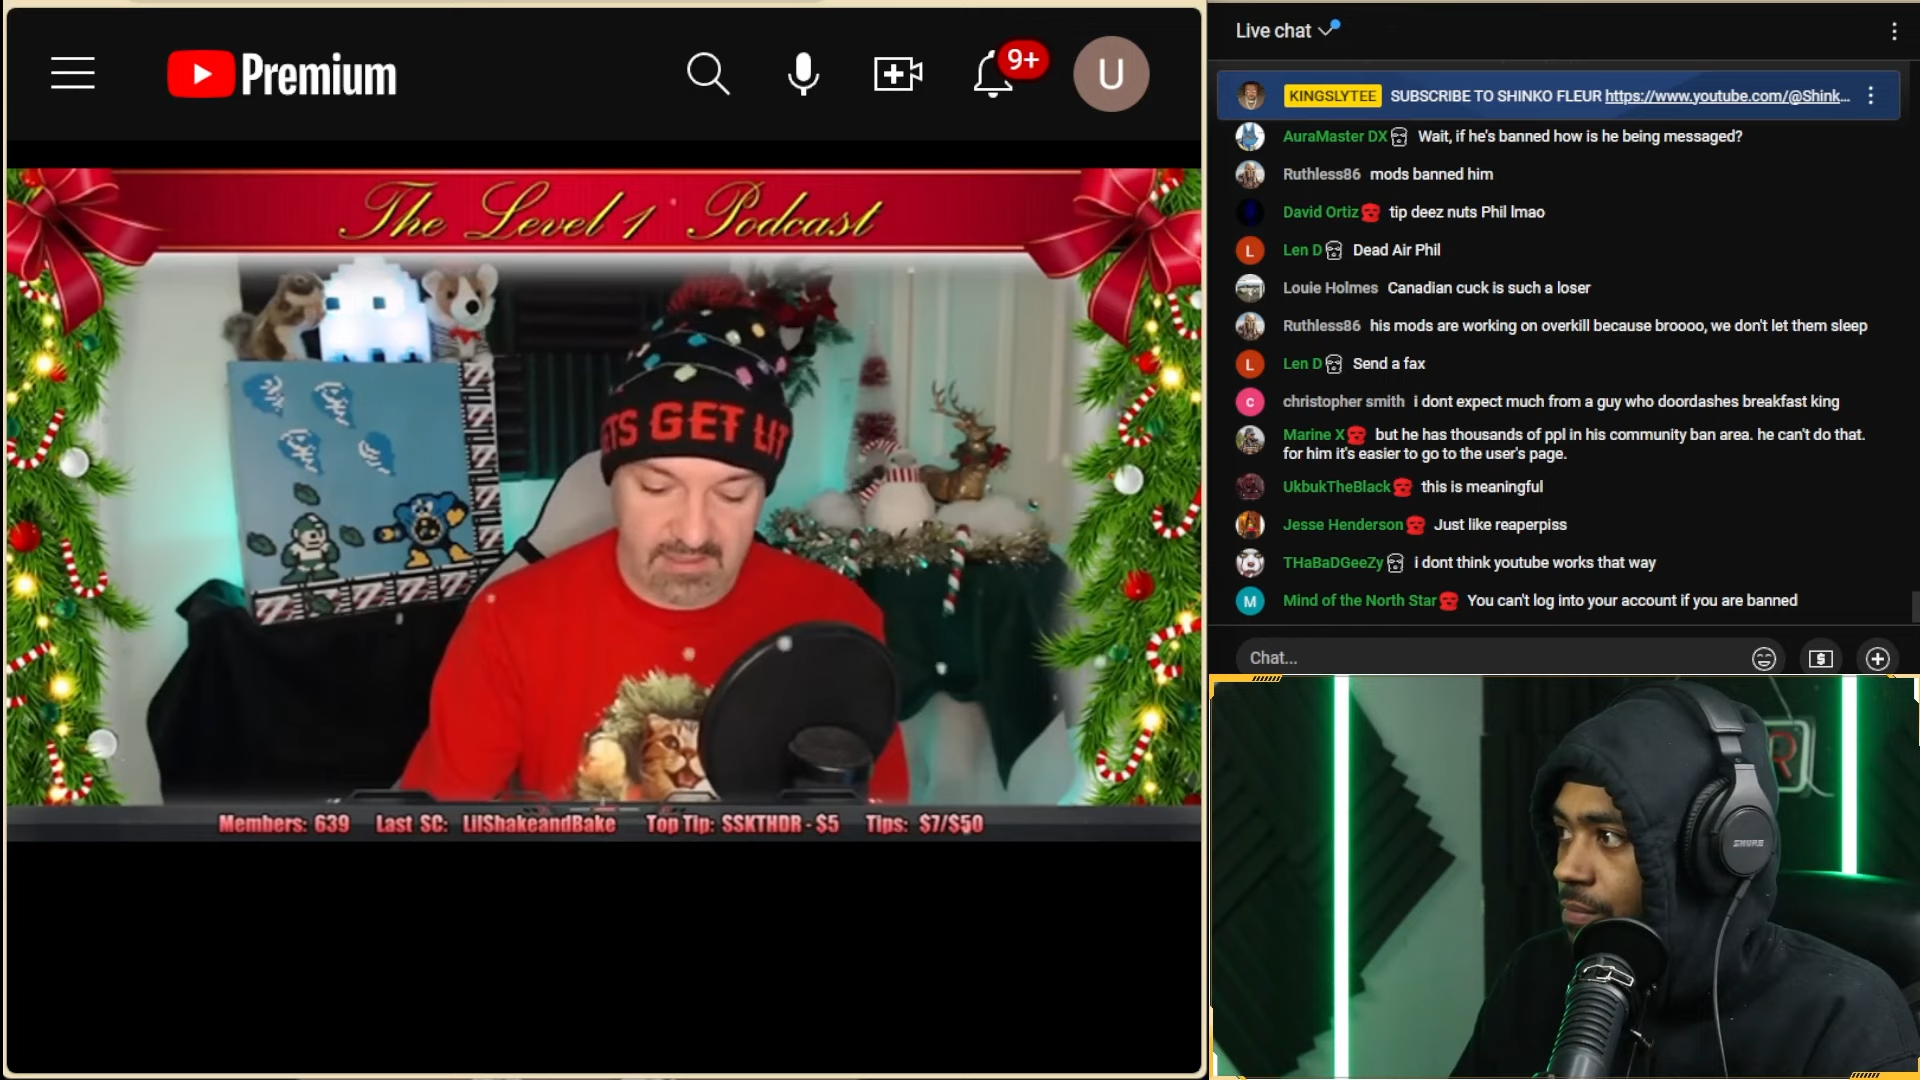 Premium
9+
U
The Level 1 Podcast
LETS GET LIT
Members: 639 Last SC: LilShakeandBake Top Tip: SSKTHDR - $5 Tips: $7/$50
Live chat
KINGSLYTEE SUBSCRIBE TO SHINKO FLEUR https://www.youtube.com/@Shink...
AuraMaster DX Wait, if he's banned how is he being messaged?
Ruthless86 mods banned him
David Ortiz tip deez nuts Phil lmao
L Len D Dead Air Phil
Louie Holmes Canadian cuck is such a loser
Ruthless86 his mods are working on overkill because broooo, we don't let them sleep
L Len D Send a fax
c christopher smith i dont expect much from a guy who doordashes breakfast king
Marine X but he has thousands of ppl in his community ban area. he can't do that.
for him it's easier to go to the user's page.
UkbukTheBlack this is meaningful
Jesse Henderson Just like reaperpiss
THaBaDGeeZy i dont think youtube works that way
M Mind of the North Star You can't log into your account if you are banned
Chat...
R
SHURE